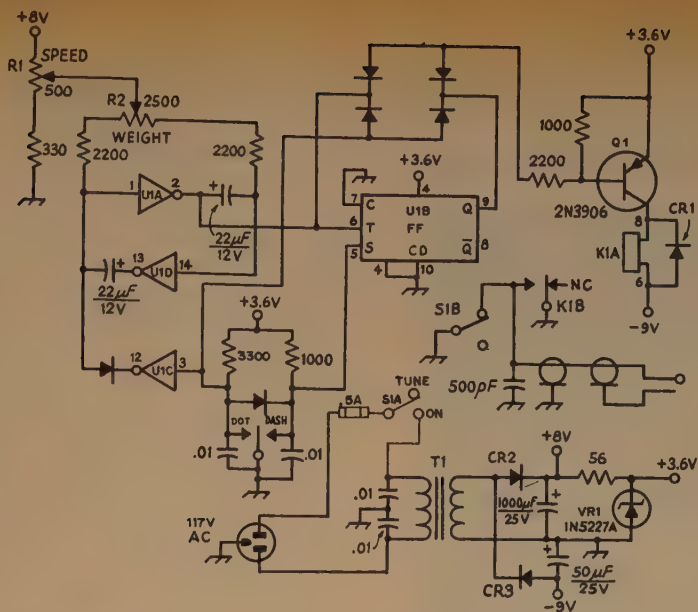 +8V
SPEED
R1
500
R2 2500
WEIGHT
330
2200
2200
1 U1A 2
22µF
12V
13 U1D 14
22µF
12V
12 U1C 3
+3.6V
3300
1000
DOT
DASH
.01
.01
+3.6V
4
7 C
U1B
Q 9
6 T
FF
5 S
Q̅ 8
CD
4
10
+3.6V
1000
Q1
2200
2N3906
8
CR1
K1A
6
-9V
NC
S1B
K1B
500pF
TUNE
5A
S1A
ON
117V
AC
.01
.01
T1
CR2
+8V
56
+3.6V
1000µF
25V
VR1
1N5227A
50µF
25V
CR3
-9V